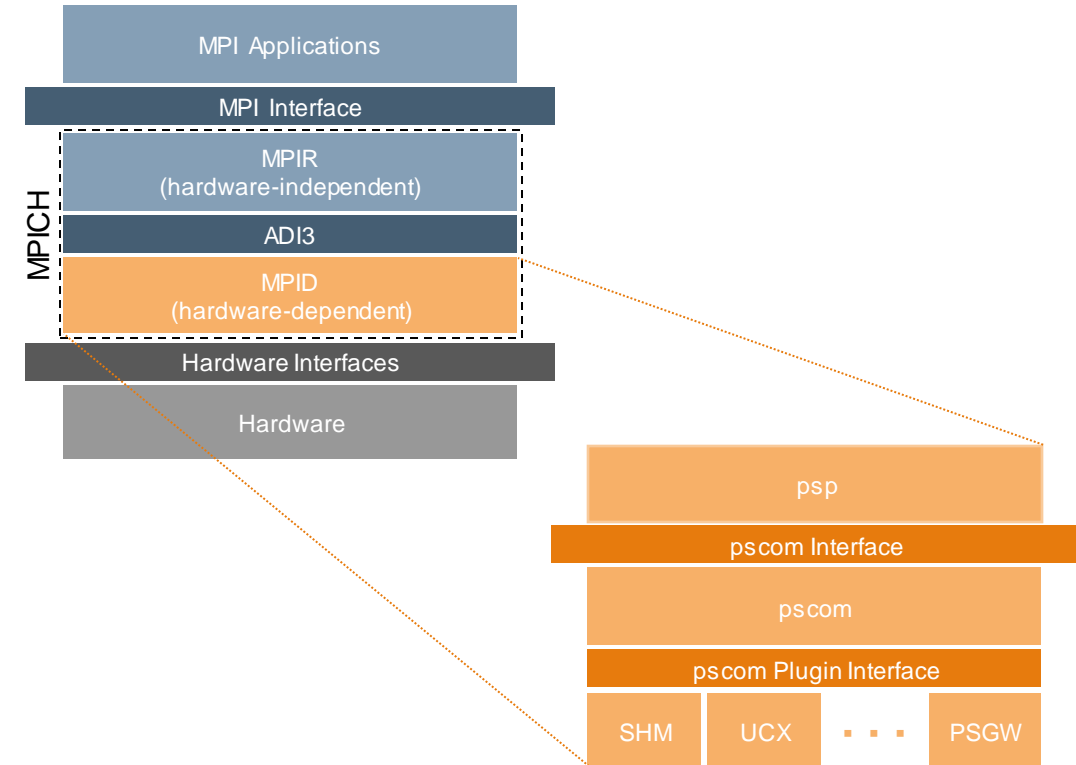 MPI Applications
MPI Interface
MPICH
MPIR
(hardware-independent)
ADI3
MPID
(hardware-dependent)
Hardware Interfaces
Hardware
psp
pscom Interface
pscom
pscom Plugin Interface
SHM UCX ... PSGW